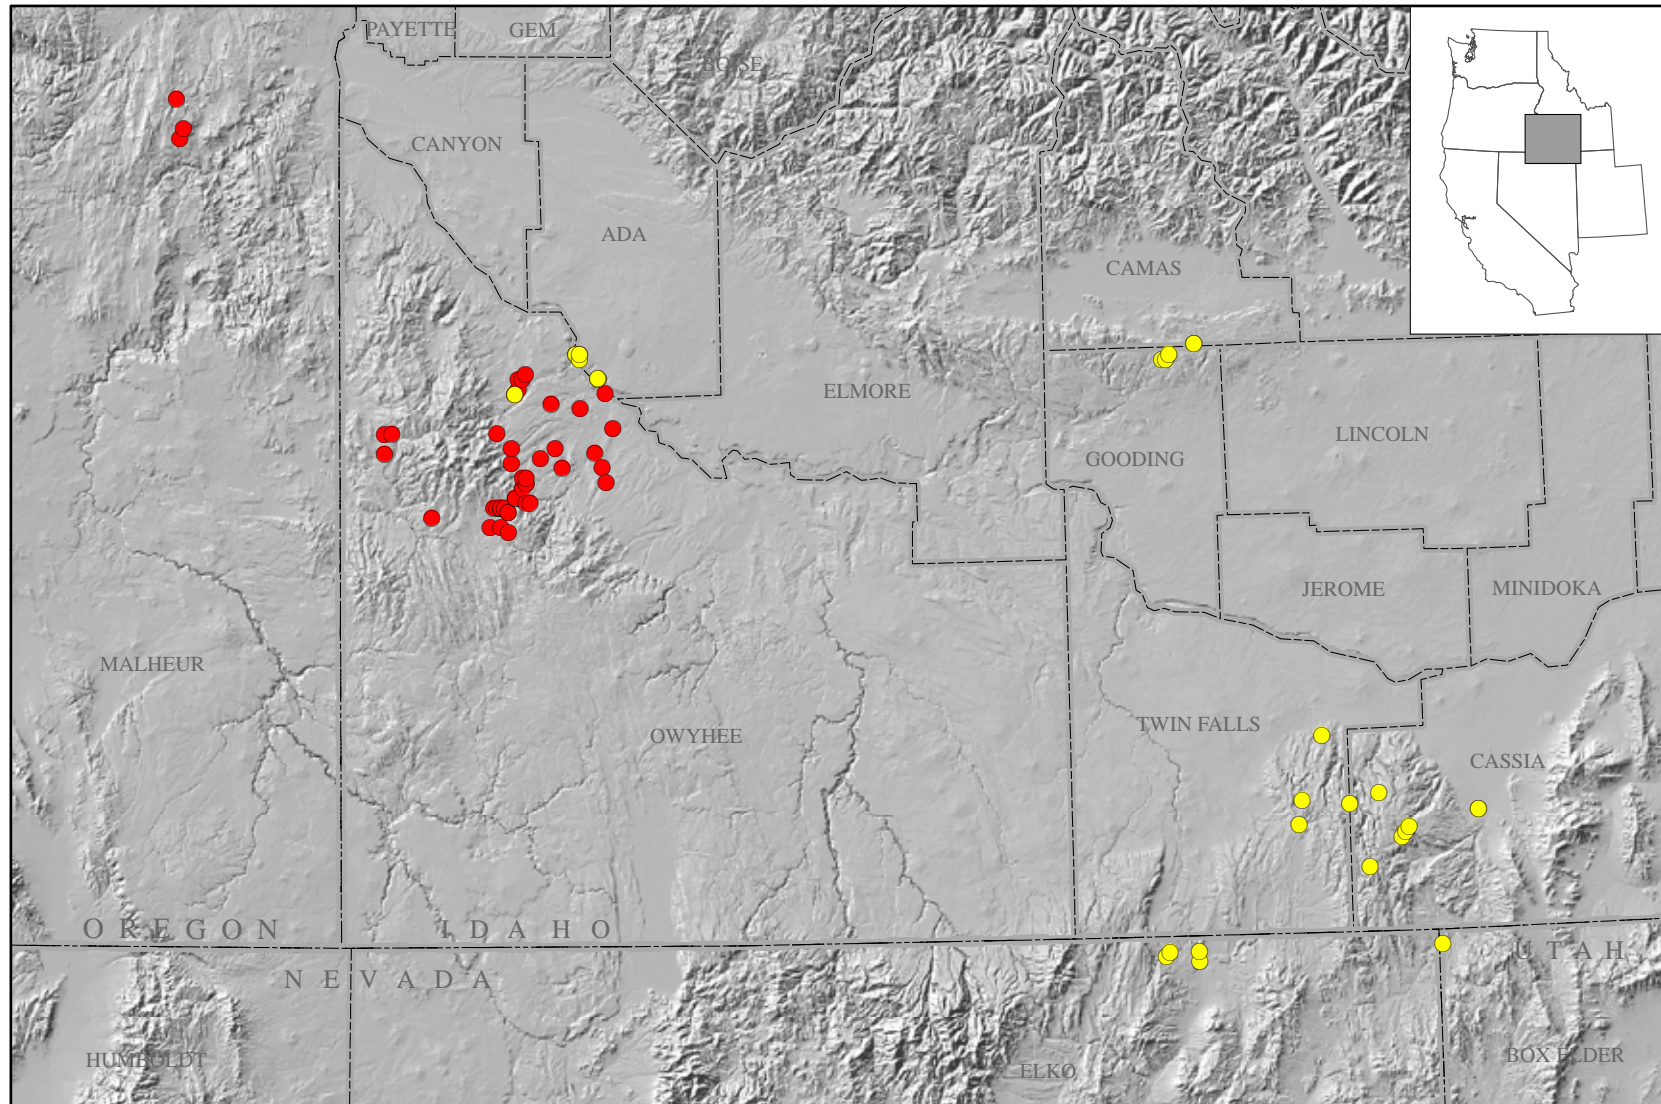 PAYETTE
GEM
BOISE
CANYON
ADA
CAMAS
ELMORE
LINCOLN
GOODING
JEROME
MINIDOKA
MALHEUR
TWIN FALLS
OWYHEE
CASSIA
OREGON
IDAHO
UTAH
NEVADA
HUMBOLDT
BOX ELDER
ELKO